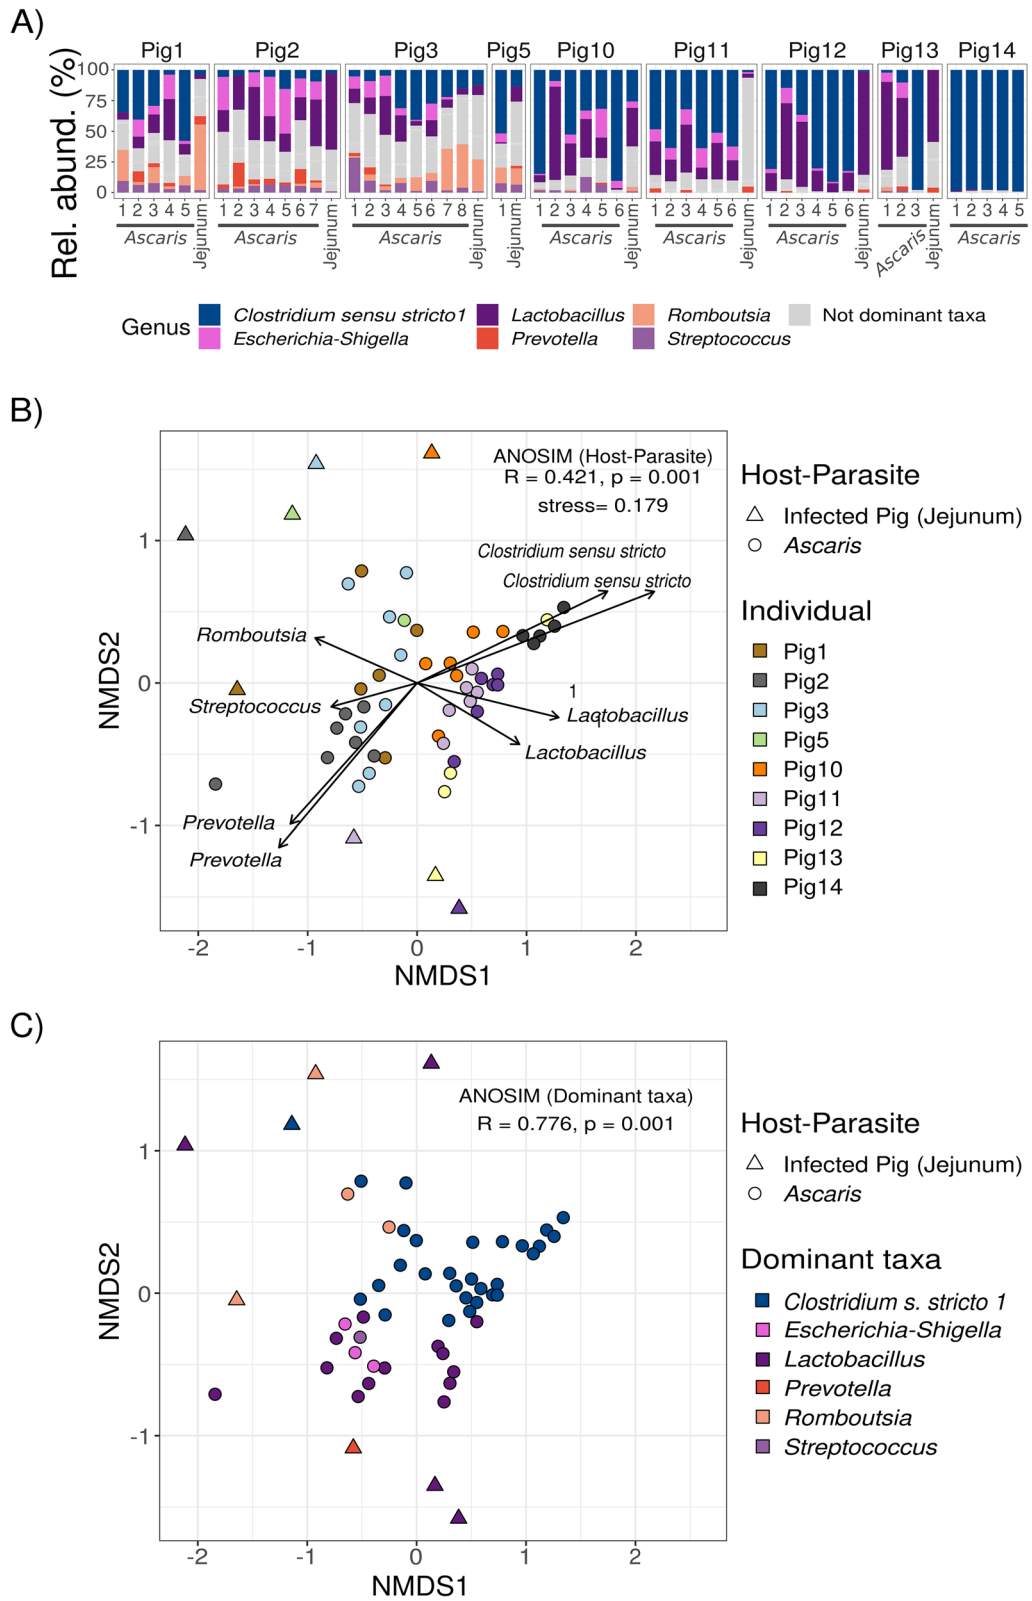 A)
Pig1 Pig2 Pig3 Pig5 Pig10 Pig11 Pig12 Pig13 Pig14
Rel. abund. (%)
100
75
50
25
0
1 2 3 4 5 Jejunum 1 2 3 4 5 6 7 Jejunum 1 2 3 4 5 6 7 8 Jejunum 1 Jejunum 1 2 3 4 5 6 Jejunum 1 2 3 4 5 6 Jejunum 1 2 3 4 5 6 Jejunum 1 2 3 Jejunum 1 2 3 4 5
Ascaris Ascaris Ascaris Ascaris Ascaris Ascaris Ascaris Ascaris
Genus
Clostridium sensu stricto1 Lactobacillus Romboutsia Not dominant taxa
Escherichia-Shigella Prevotella Streptococcus
B)
ANOSIM (Host-Parasite)
R = 0.421, p = 0.001
stress= 0.179
Clostridium sensu stricto
Clostridium sensu stricto
Romboutsia
1
Streptococcus
Laqtobacillus
Lactobacillus
Prevotella
Prevotella
NMDS2
1
0
-1
-2 -1 0 1 2
NMDS1
Host-Parasite
Infected Pig (Jejunum)
Ascaris
Individual
Pig1
Pig2
Pig3
Pig5
Pig10
Pig11
Pig12
Pig13
Pig14
C)
ANOSIM (Dominant taxa)
R = 0.776, p = 0.001
NMDS2
1
0
-1
-2 -1 0 1 2
NMDS1
Host-Parasite
Infected Pig (Jejunum)
Ascaris
Dominant taxa
Clostridium s. stricto 1
Escherichia-Shigella
Lactobacillus
Prevotella
Romboutsia
Streptococcus